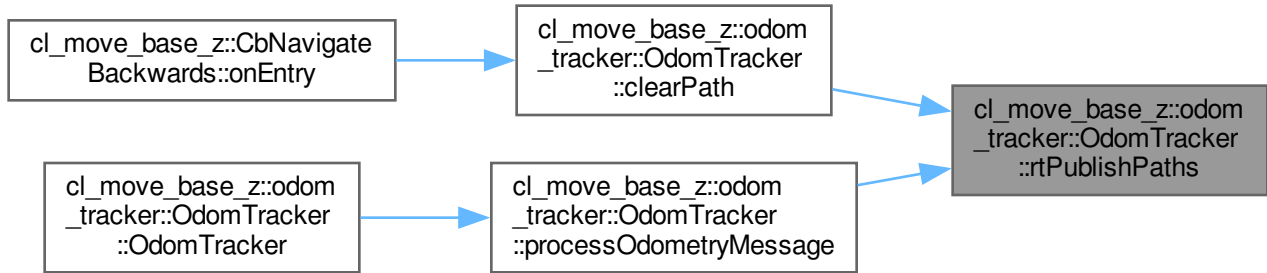 cl_move_base_z::CbNavigate
Backwards::onEntry
cl_move_base_z::odom
_tracker::OdomTracker
::clearPath
cl_move_base_z::odom
_tracker::OdomTracker
::rtPublishPaths
cl_move_base_z::odom
_tracker::OdomTracker
::OdomTracker
cl_move_base_z::odom
_tracker::OdomTracker
::processOdometryMessage